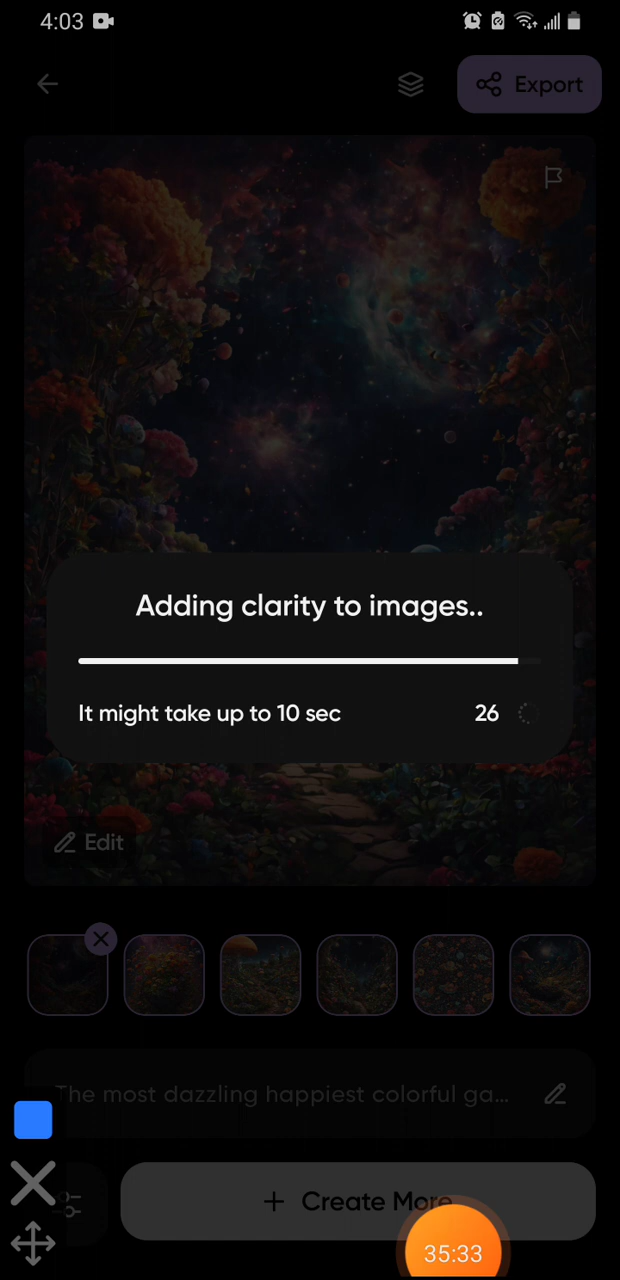 4:03
Export
Adding clarity to images..
It might take up to 10 sec 26
Edit
The most dazzling happiest colorful ga...
+ Create More
35:33